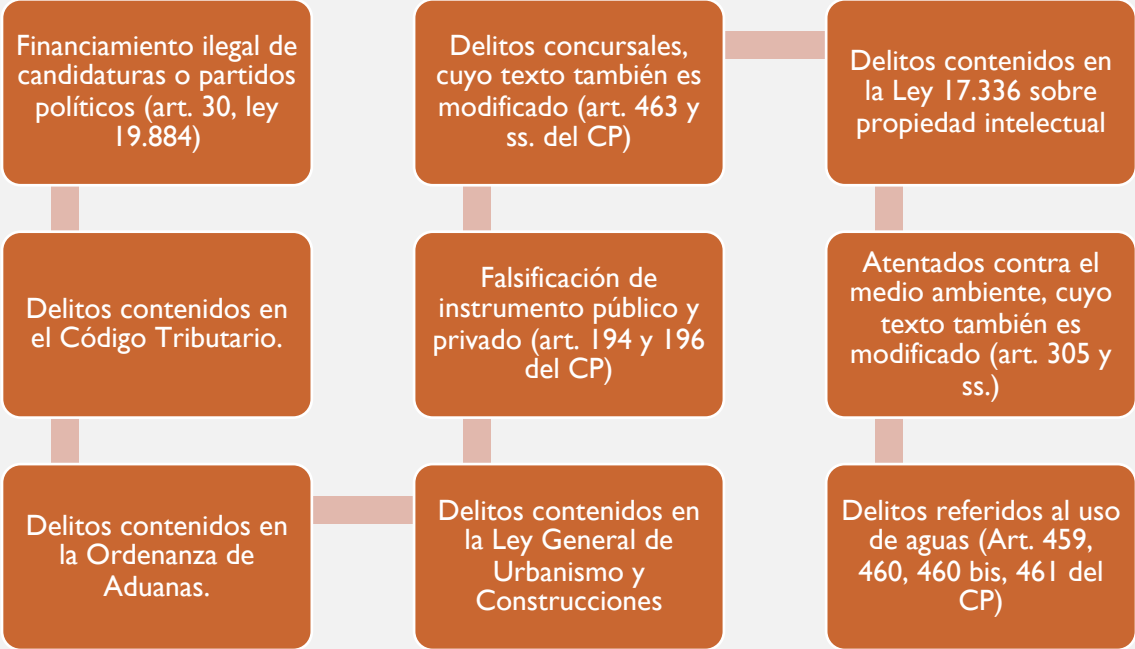 Financiamiento ilegal de
candidaturas o partidos
políticos (art. 30, ley
19.884)
Delitos contenidos en
el Código Tributario.
Delitos contenidos en
la Ordenanza de
Aduanas.
Delitos contenidos en
la Ley General de
Urbanismo y
Construcciones
Falsificación de
instrumento público y
privado (art. 194 y 196
del CP)
Delitos concursales,
cuyo texto también es
modificado (art. 463 y
ss. del CP)
Delitos contenidos en
la Ley 17.336 sobre
propiedad intelectual
Atentados contra el
medio ambiente, cuyo
texto también es
modificado (art. 305 y
ss.)
Delitos referidos al uso
de aguas (Art. 459,
460, 460 bis, 461 del
CP)